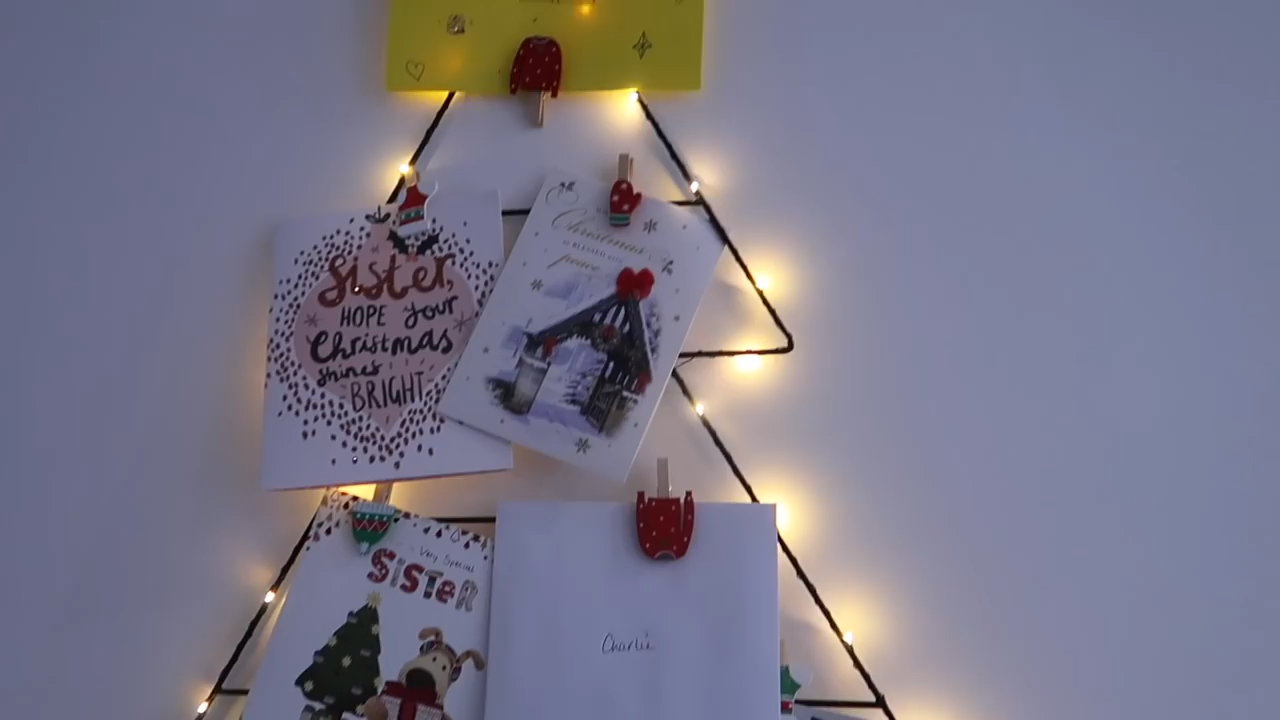 Sister,
HOPE your
Christmas
shines
BRIGHT
Christmas
peace
Very Special
SISTER
Charlie